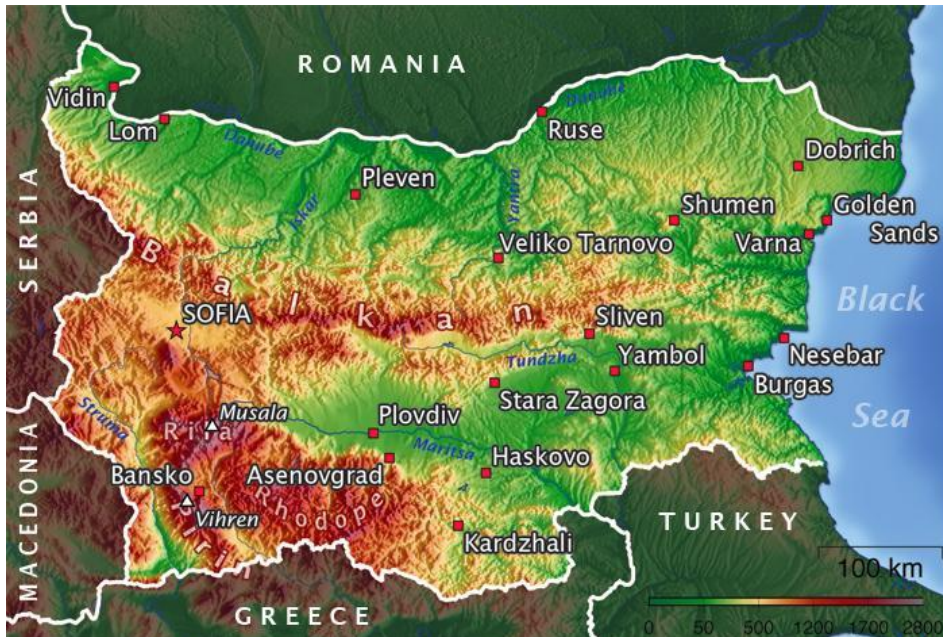 ROMANIA
Vidin
Lom
Danube
Danube
Ruse
Dobrich
Pleven
Iskar
Yantra
Shumen
Golden
Sands
Varna
Veliko Tarnovo
SERBIA
Balkan
SOFIA
Black
Sea
Sliven
Tundzha
Yambol
Nesebar
Burgas
Stara Zagora
Struma
Musala
Rila
Plovdiv
Maritsa
MACEDONIA
Bansko
Asenovgrad
Haskovo
Rhodope
Vihren
Pirin
Kardzhali
TURKEY
GREECE
100 km
0 50 500 1200 1700 2800